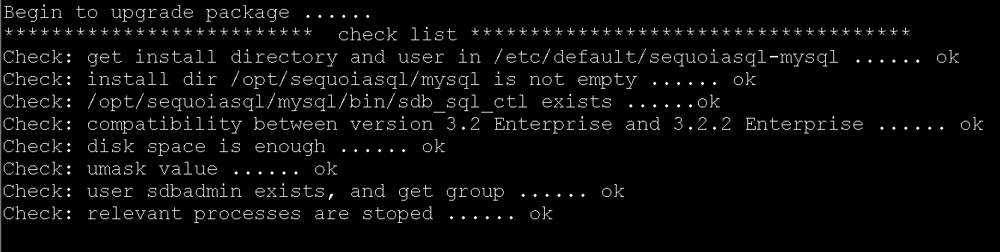 Begin to upgrade package ......
************************** check list *************************************
Check: get install directory and user in /etc/default/sequoiasql-mysql ...... ok
Check: install dir /opt/sequoiasql/mysql is not empty ...... ok
Check: /opt/sequoiasql/mysql/bin/sdb_sql_ctl exists ......ok
Check: compatibility between version 3.2 Enterprise and 3.2.2 Enterprise ...... ok
Check: disk space is enough ...... ok
Check: umask value ...... ok
Check: user sdbadmin exists, and get group ...... ok
Check: relevant processes are stoped ...... ok